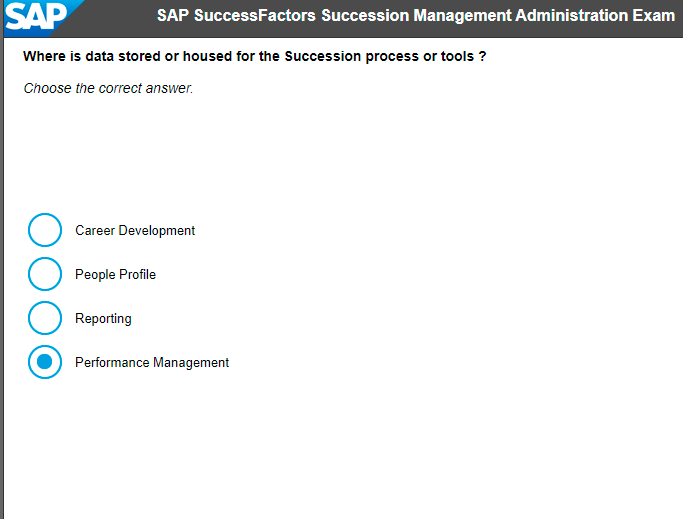 SAP
SAP SuccessFactors Succession Management Administration Exam
Where is data stored or housed for the Succession process or tools ?
Choose the correct answer.
Career Development
People Profile
Reporting
Performance Management